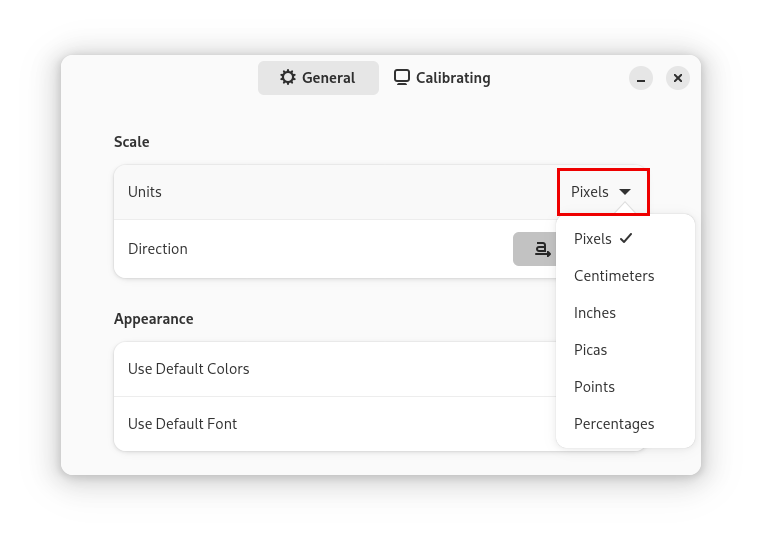 General Calibrating
Scale
Units Pixels
Direction a
Pixels
Centimeters
Inches
Picas
Points
Percentages
Appearance
Use Default Colors
Use Default Font